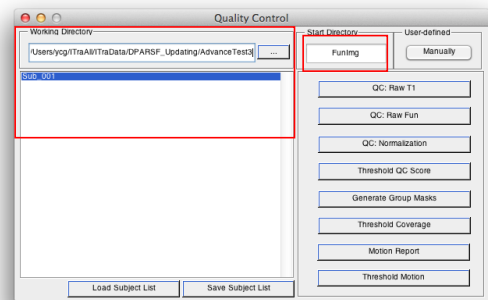 Quality Control
Working Directory
/Users/ycg/ITraAll/ITraData/DPARSF_Updating/AdvanceTest3
...
Start Directory
FunImg
User-defined
Manually
Sub_001
QC: Raw T1
QC: Raw Fun
QC: Normalization
Threshold QC Score
Generate Group Masks
Threshold Coverage
Motion Report
Threshold Motion
Load Subject List
Save Subject List